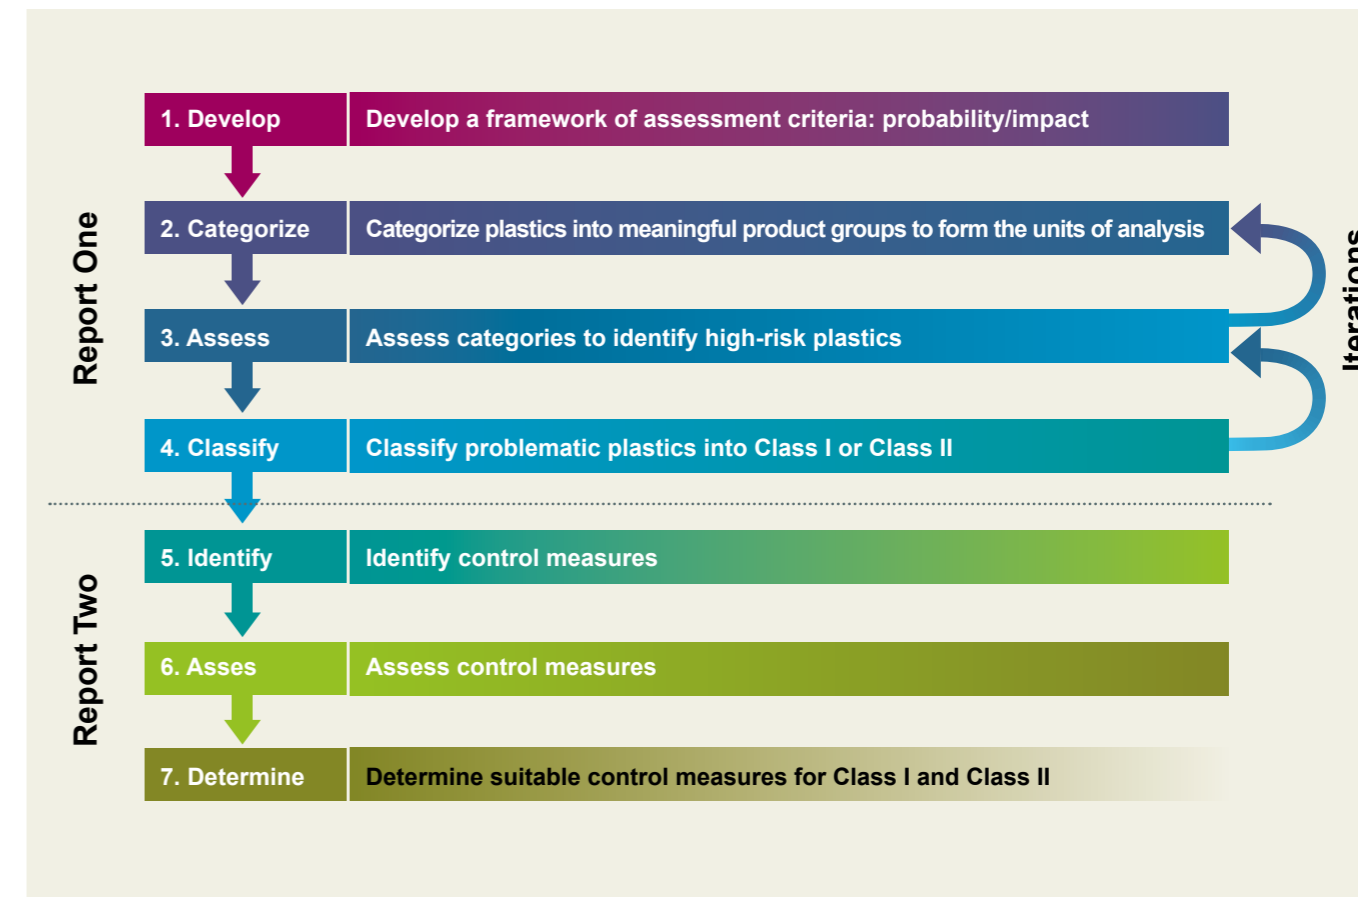 Report One
1. Develop
Develop a framework of assessment criteria: probability/impact
2. Categorize
Categorize plastics into meaningful product groups to form the units of analysis
3. Assess
Assess categories to identify high-risk plastics
4. Classify
Classify problematic plastics into Class I or Class II
Iterations
Report Two
5. Identify
Identify control measures
6. Asses
Assess control measures
7. Determine
Determine suitable control measures for Class I and Class II